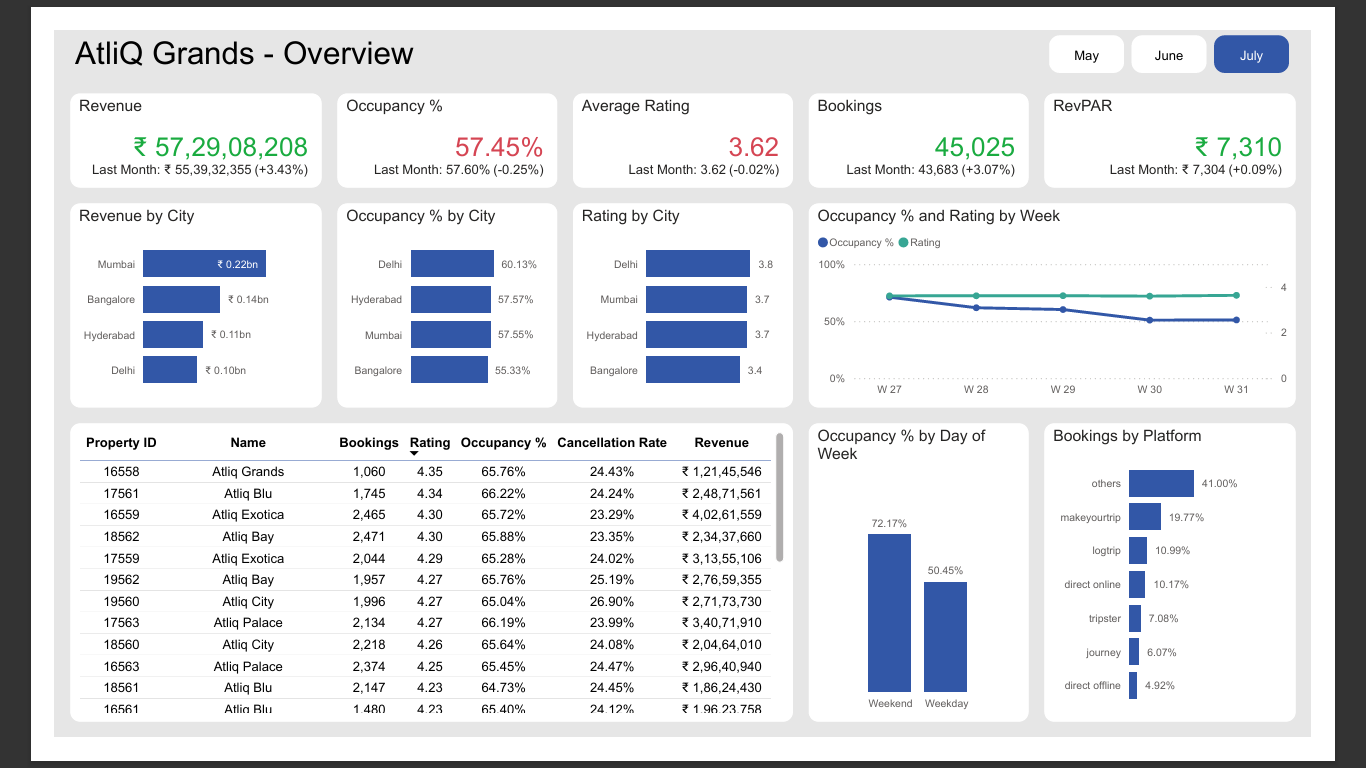 AtliQ Grands - Overview
May June July
Revenue
₹ 57,29,08,208
Last Month: ₹ 55,39,32,355 (+3.43%)
Occupancy %
57.45%
Last Month: 57.60% (-0.25%)
Average Rating
3.62
Last Month: 3.62 (-0.02%)
Bookings
45,025
Last Month: 43,683 (+3.07%)
RevPAR
₹ 7,310
Last Month: ₹ 7,304 (+0.09%)
Revenue by City
Mumbai ₹ 0.22bn
Bangalore ₹ 0.14bn
Hyderabad ₹ 0.11bn
Delhi ₹ 0.10bn
Occupancy % by City
Delhi 60.13%
Hyderabad 57.57%
Mumbai 57.55%
Bangalore 55.33%
Rating by City
Delhi 3.8
Mumbai 3.7
Hyderabad 3.7
Bangalore 3.4
Occupancy % and Rating by Week
Occupancy % Rating
100%
4
50%
2
0% 0
W 27 W 28 W 29 W 30 W 31
Property ID Name Bookings Rating Occupancy % Cancellation Rate Revenue
16558 Atliq Grands 1,060 4.35 65.76% 24.43% ₹ 1,21,45,546
17561 Atliq Blu 1,745 4.34 66.22% 24.24% ₹ 2,48,71,561
16559 Atliq Exotica 2,465 4.30 65.72% 23.29% ₹ 4,02,61,559
18562 Atliq Bay 2,471 4.30 65.88% 23.35% ₹ 2,34,37,660
17559 Atliq Exotica 2,044 4.29 65.28% 24.02% ₹ 3,13,55,106
19562 Atliq Bay 1,957 4.27 65.76% 25.19% ₹ 2,76,59,355
19560 Atliq City 1,996 4.27 65.04% 26.90% ₹ 2,71,73,730
17563 Atliq Palace 2,134 4.27 66.19% 23.99% ₹ 3,40,71,910
18560 Atliq City 2,218 4.26 65.64% 24.08% ₹ 2,04,64,010
16563 Atliq Palace 2,374 4.25 65.45% 24.47% ₹ 2,96,40,940
18561 Atliq Blu 2,147 4.23 64.73% 24.45% ₹ 1,86,24,430
16561 Atliq Blu 1,480 4.23 65.40% 24.12% ₹ 1,96,23,758
Occupancy % by Day of
Week
72.17%
50.45%
Weekend Weekday
Bookings by Platform
others 41.00%
makeyourtrip 19.77%
logtrip 10.99%
direct online 10.17%
tripster 7.08%
journey 6.07%
direct offline 4.92%